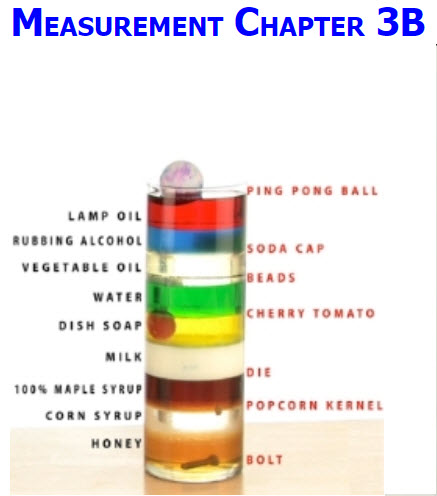 MEASUREMENT CHAPTER 3B
PING PONG BALL
LAMP OIL
RUBBING ALCOHOL
SODA CAP
VEGETABLE OIL
BEADS
WATER
CHERRY TOMATO
DISH SOAP
MILK
DIE
100% MAPLE SYRUP
POPCORN KERNEL
CORN SYRUP
HONEY
BOLT